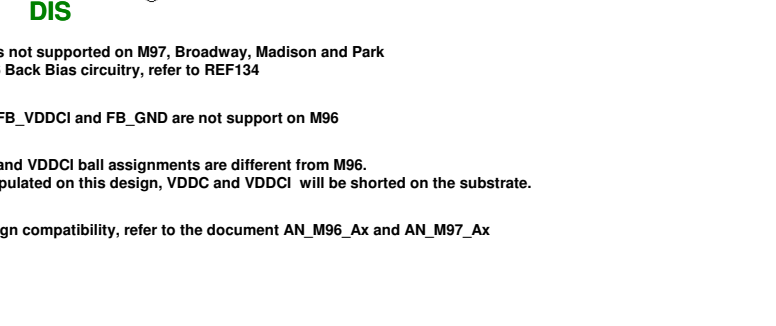 DIS
s not supported on M97, Broadway, Madison and Park
Back Bias circuitry, refer to REF134
FB_VDDCI and FB_GND are not support on M96
and VDDCI ball assignments are different from M96.
pulated on this design, VDDC and VDDCI will be shorted on the substrate.
gn compatibility, refer to the document AN_M96_Ax and AN_M97_Ax